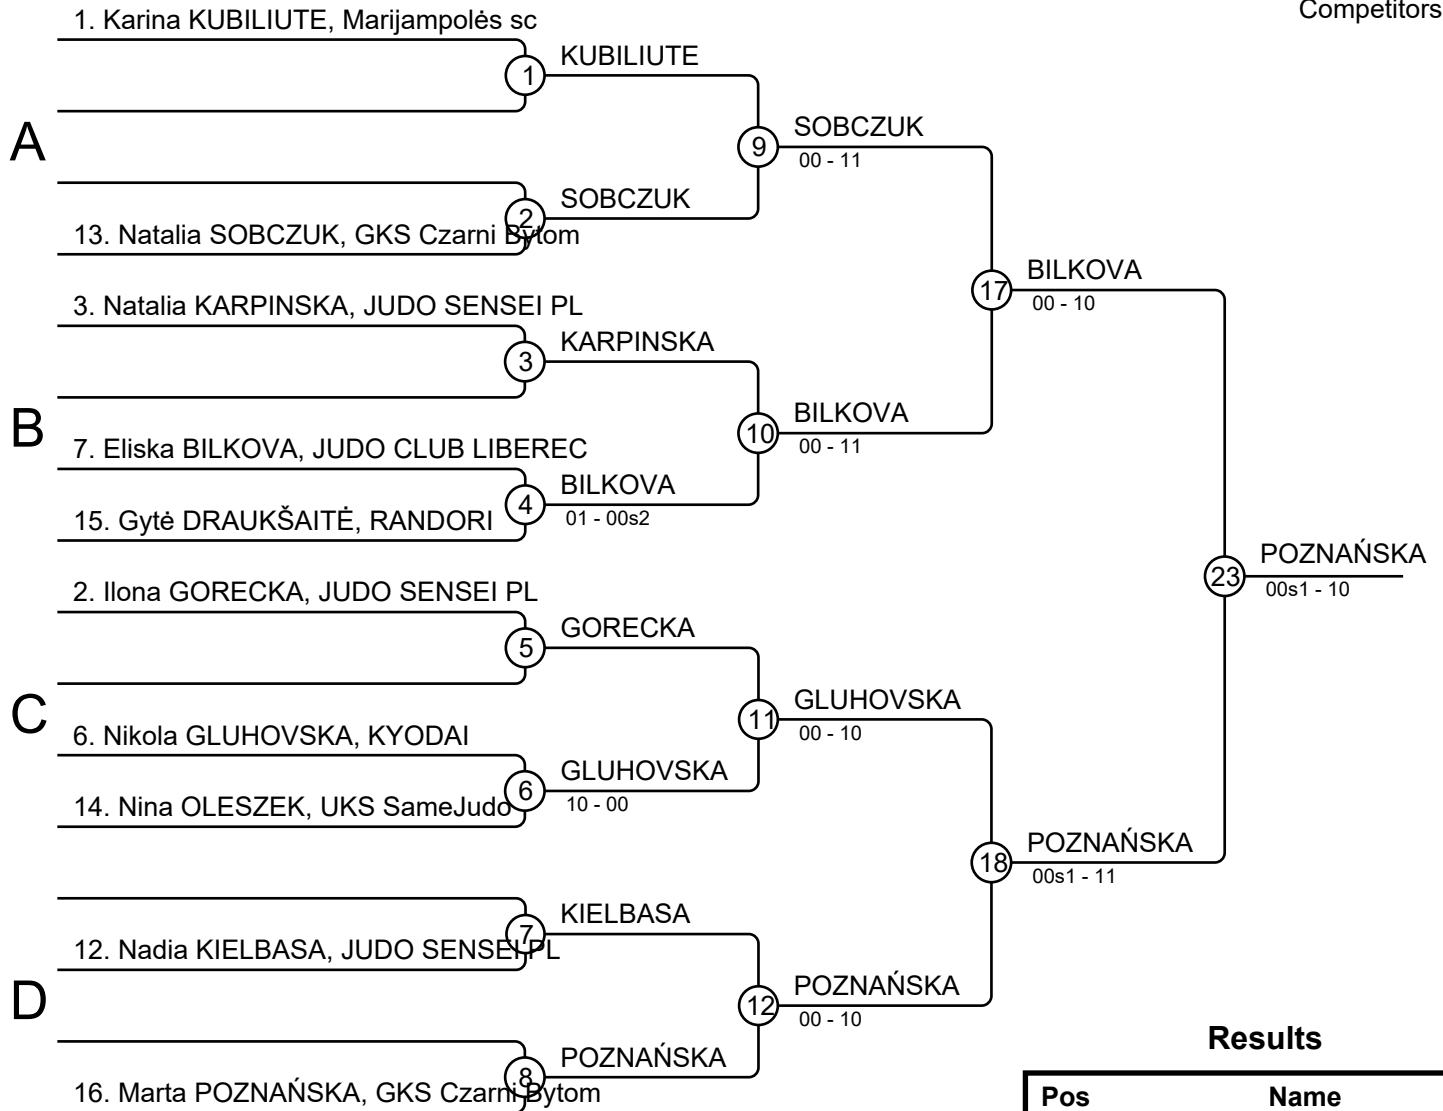 Competitors
1. Karina KUBILIUTE, Marijampolės sc
1
KUBILIUTE
A
9
SOBCZUK
00 - 11
2
SOBCZUK
13. Natalia SOBCZUK, GKS Czarni Bytom
17
BILKOVA
00 - 10
3. Natalia KARPINSKA, JUDO SENSEI PL
3
KARPINSKA
B
10
BILKOVA
00 - 11
7. Eliska BILKOVA, JUDO CLUB LIBEREC
4
BILKOVA
01 - 00s2
15. Gytė DRAUKŠAITĖ, RANDORI
23
POZNAŃSKA
00s1 - 10
2. Ilona GORECKA, JUDO SENSEI PL
5
GORECKA
C
11
GLUHOVSKA
00 - 10
6. Nikola GLUHOVSKA, KYODAI
6
GLUHOVSKA
10 - 00
14. Nina OLESZEK, UKS SameJudo
18
POZNAŃSKA
00s1 - 11
7
KIELBASA
12. Nadia KIELBASA, JUDO SENSEI PL
D
12
POZNAŃSKA
00 - 10
8
POZNAŃSKA
16. Marta POZNAŃSKA, GKS Czarni Bytom
Results
Pos Name